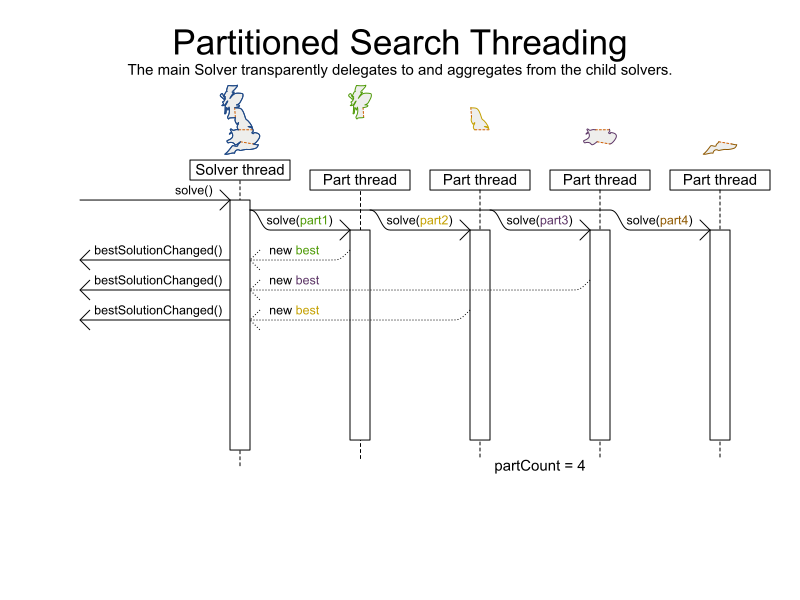 Partitioned Search Threading
The main Solver transparently delegates to and aggregates from the child solvers.
Solver thread
Part thread
Part thread
Part thread
Part thread
solve()
solve(part1)
solve(part2)
solve(part3)
solve(part4)
bestSolutionChanged()
new best
bestSolutionChanged()
new best
bestSolutionChanged()
new best
partCount = 4